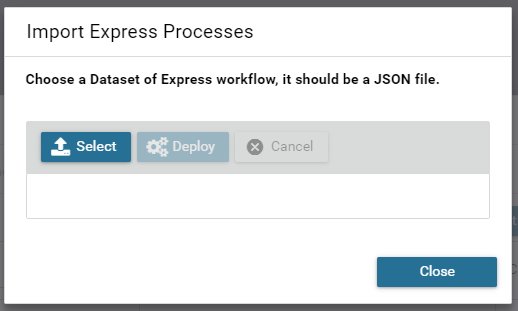 Import Express Processes
Choose a Dataset of Express workflow, it should be a JSON file.
Select Deploy Cancel
Close